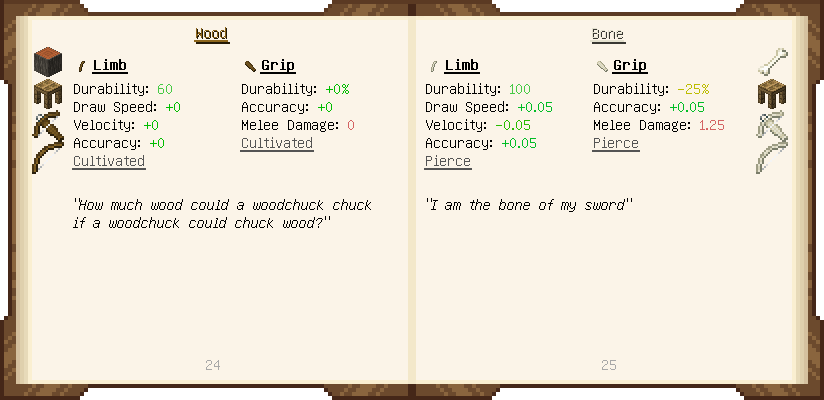 Wood
Limb
Durability: 60
Draw Speed: +0
Velocity: +0
Accuracy: +0
Cultivated
Grip
Durability: +0%
Accuracy: +0
Melee Damage: 0
Cultivated
"How much wood could a woodchuck chuck
if a woodchuck could chuck wood?"
24
Bone
Limb
Durability: 100
Draw Speed: +0.05
Velocity: -0.05
Accuracy: +0.05
Pierce
Grip
Durability: -25%
Accuracy: +0.05
Melee Damage: 1.25
Pierce
"I am the bone of my sword"
25